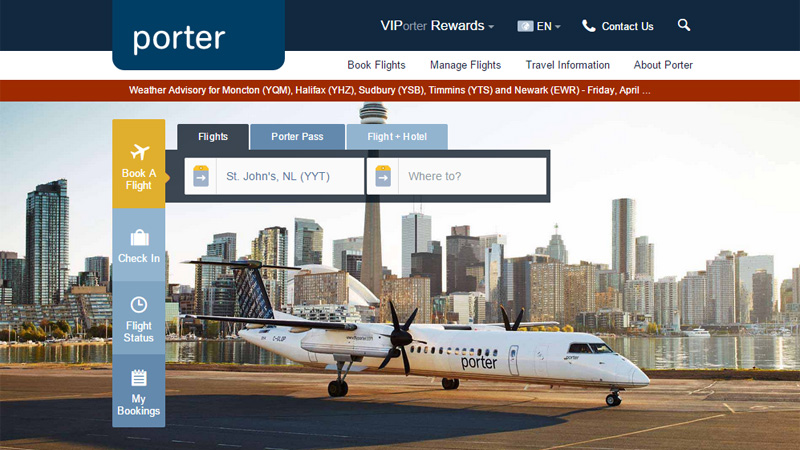 porter
VIPorter Rewards
EN
Contact Us
Book Flights
Manage Flights
Travel Information
About Porter
Weather Advisory for Moncton (YQM), Halifax (YHZ), Sudbury (YSB), Timmins (YTS) and Newark (EWR) - Friday, April ...
Flights
Porter Pass
Flight + Hotel
St. John's, NL (YYT)
Where to?
Book A
Flight
Check In
Flight
Status
My
Bookings
porter
porter